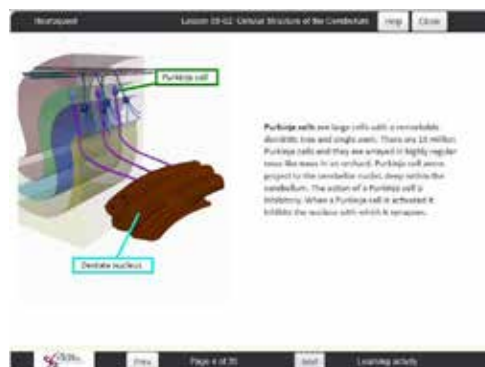 Neuroquest
Lesson 10-02: Cellular Structure of the Cerebellum
Help
Close
Purkinje cell
Purkinje cells are large cells with a remarkable
dendritic tree and single axon. There are 15 million
Purkinje cells and they are arrayed in highly regular
rows like trees in an orchard. Purkinje cell axons
project to the cerebellar nuclei, deep within the
cerebellum. The action of a Purkinje cell is
inhibitory. When a Purkinje cell is activated it
inhibits the nucleus with which it synapses.
Dentate nucleus
Prev
Page 4 of 35
Next
Learning activity